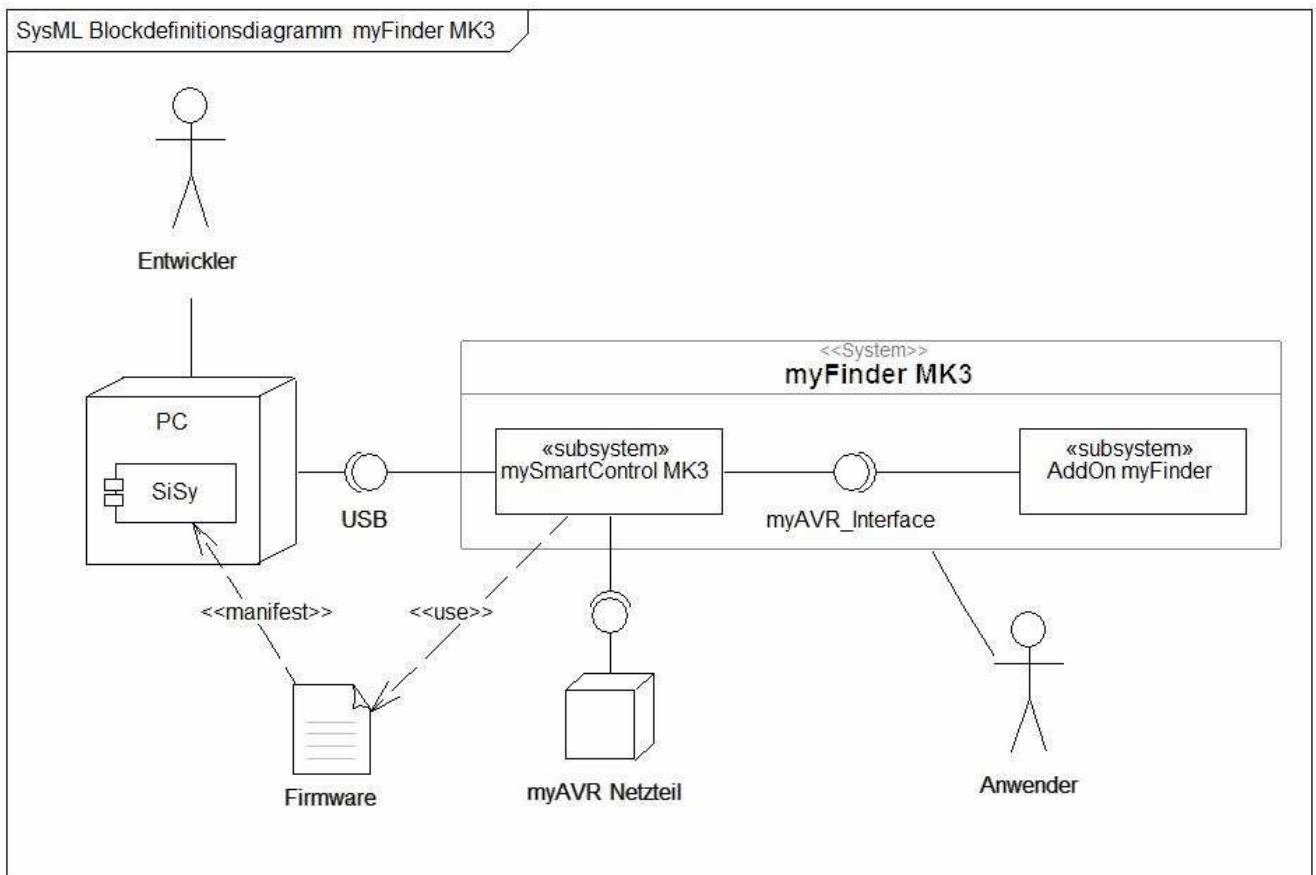 SysML Blockdefinitionsdiagramm myFinder MK3
Entwickler
<<System>>
myFinder MK3
PC
SiSy
USB
«subsystem»
mySmartControl MK3
myAVR_Interface
«subsystem»
AddOn myFinder
<<manifest>>
<<use>>
Firmware
myAVR Netzteil
Anwender